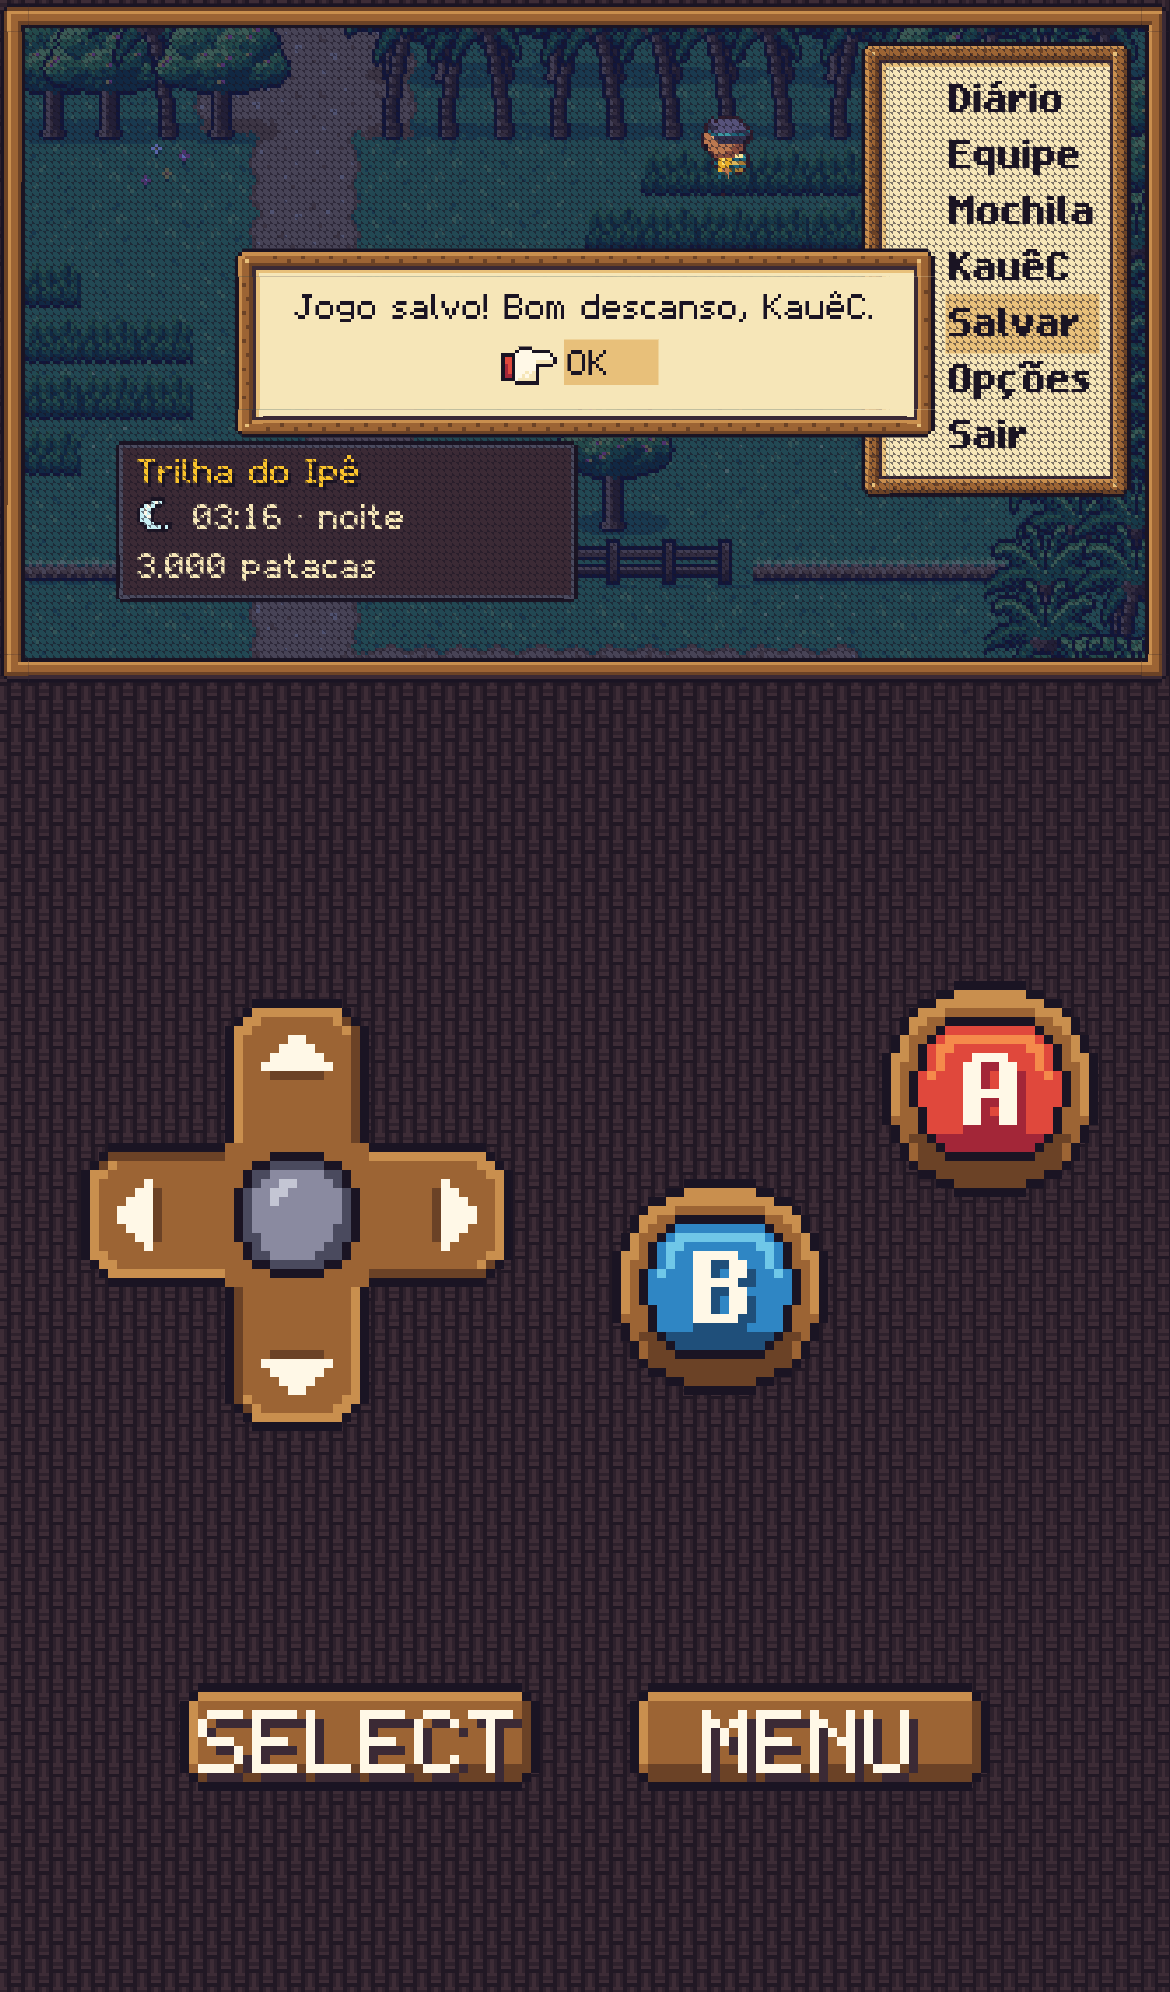 Diário
Equipe
Mochila
KauêC
Salvar
Opções
Sair
Jogo salvo! Bom descanso, KauêC.
OK
Trilha do Ipê
03:16 · noite
3.000 patacas
A
B
SELECT
MENU